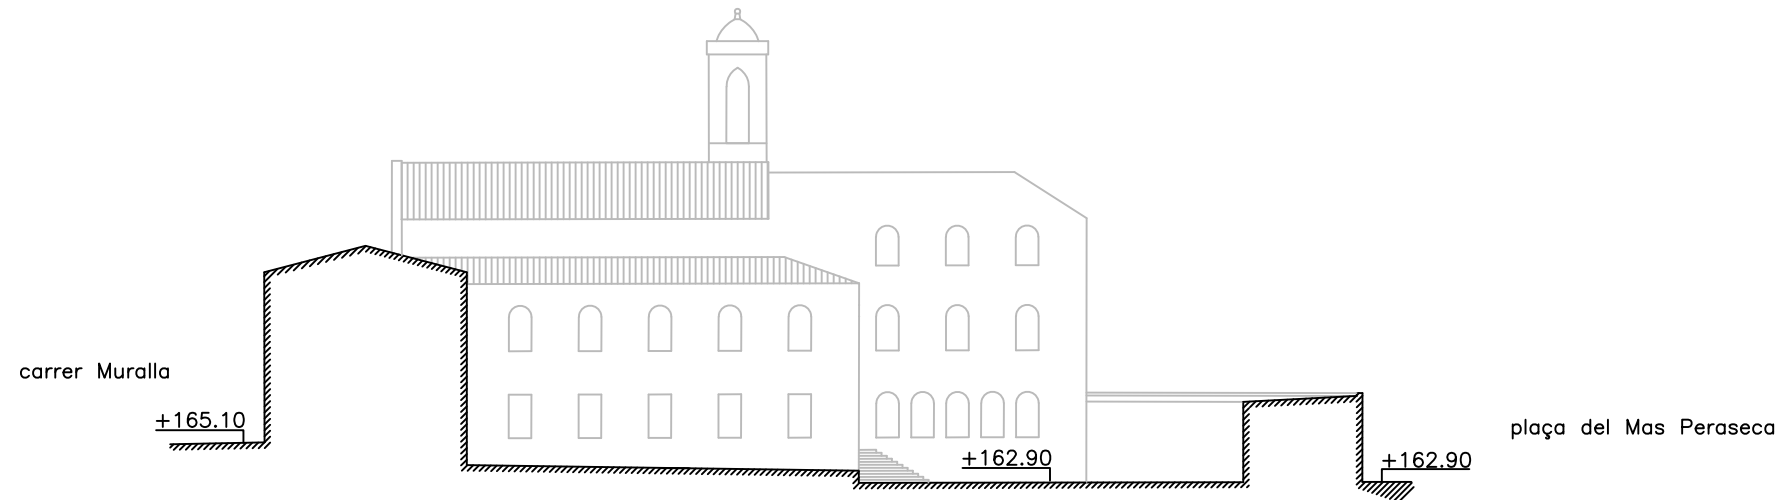 carrer Muralla
+165.10
plaça del Mas Peraseca
+162.90
+162.90